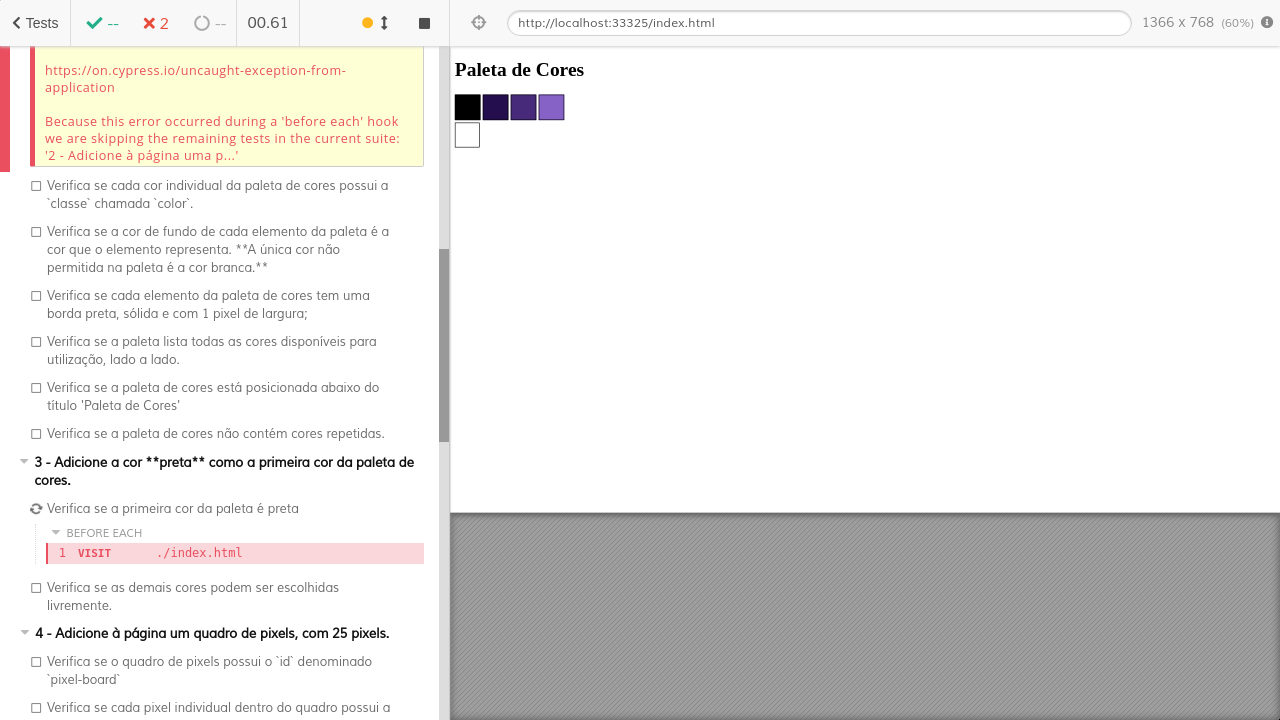 Tests
--
2
--
00.61
http://localhost:33325/index.html
1366 x 768 (60%)
https://on.cypress.io/uncaught-exception-from-
application
Because this error occurred during a 'before each' hook
we are skipping the remaining tests in the current suite:
'2 - Adicione à página uma p...'
Verifica se cada cor individual da paleta de cores possui a
`classe` chamada `color`.
Verifica se a cor de fundo de cada elemento da paleta é a
cor que o elemento representa. **A única cor não
permitida na paleta é a cor branca.**
Verifica se cada elemento da paleta de cores tem uma
borda preta, sólida e com 1 pixel de largura;
Verifica se a paleta lista todas as cores disponíveis para
utilização, lado a lado.
Verifica se a paleta de cores está posicionada abaixo do
título 'Paleta de Cores'
Verifica se a paleta de cores não contém cores repetidas.
3 - Adicione a cor **preta** como a primeira cor da paleta de
cores.
Verifica se a primeira cor da paleta é preta
BEFORE EACH
1 VISIT ./index.html
Verifica se as demais cores podem ser escolhidas
livremente.
4 - Adicione à página um quadro de pixels, com 25 pixels.
Verifica se o quadro de pixels possui o `id` denominado
`pixel-board`
Verifica se cada pixel individual dentro do quadro possui a
Paleta de Cores